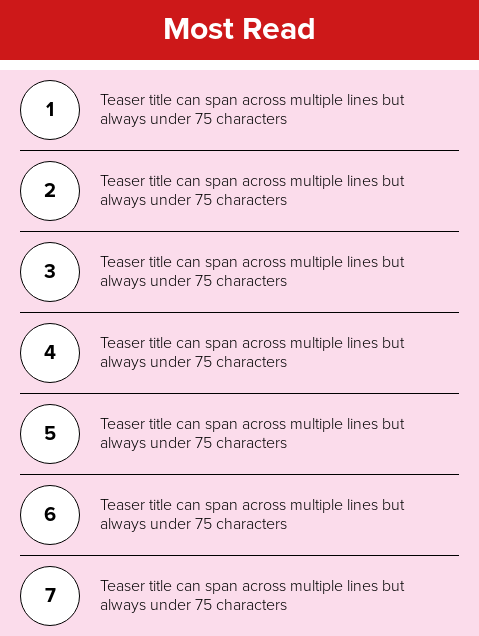 Most Read
1
Teaser title can span across multiple lines but
always under 75 characters
2
Teaser title can span across multiple lines but
always under 75 characters
3
Teaser title can span across multiple lines but
always under 75 characters
4
Teaser title can span across multiple lines but
always under 75 characters
5
Teaser title can span across multiple lines but
always under 75 characters
6
Teaser title can span across multiple lines but
always under 75 characters
7
Teaser title can span across multiple lines but
always under 75 characters